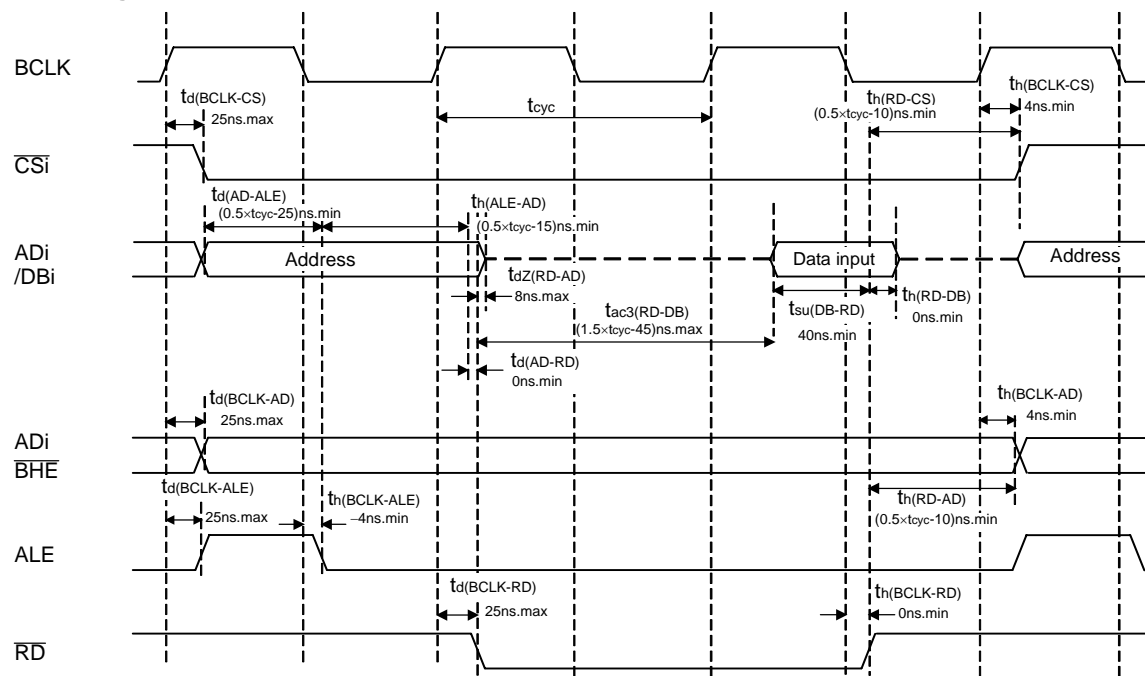 BCLK
td(BCLK-CS)
25ns.max
tcyc
th(RD-CS)
(0.5×tcyc-10)ns.min
th(BCLK-CS)
4ns.min
CSi
td(AD-ALE)
(0.5×tcyc-25)ns.min
th(ALE-AD)
(0.5×tcyc-15)ns.min
ADi
/DBi
Address
Data input
Address
tdZ(RD-AD)
8ns.max
tac3(RD-DB)
(1.5×tcyc-45)ns.max
tsu(DB-RD)
40ns.min
th(RD-DB)
0ns.min
td(AD-RD)
0ns.min
td(BCLK-AD)
25ns.max
th(BCLK-AD)
4ns.min
ADi
BHE
td(BCLK-ALE)
25ns.max
th(BCLK-ALE)
−4ns.min
th(RD-AD)
(0.5×tcyc-10)ns.min
ALE
td(BCLK-RD)
25ns.max
th(BCLK-RD)
0ns.min
RD